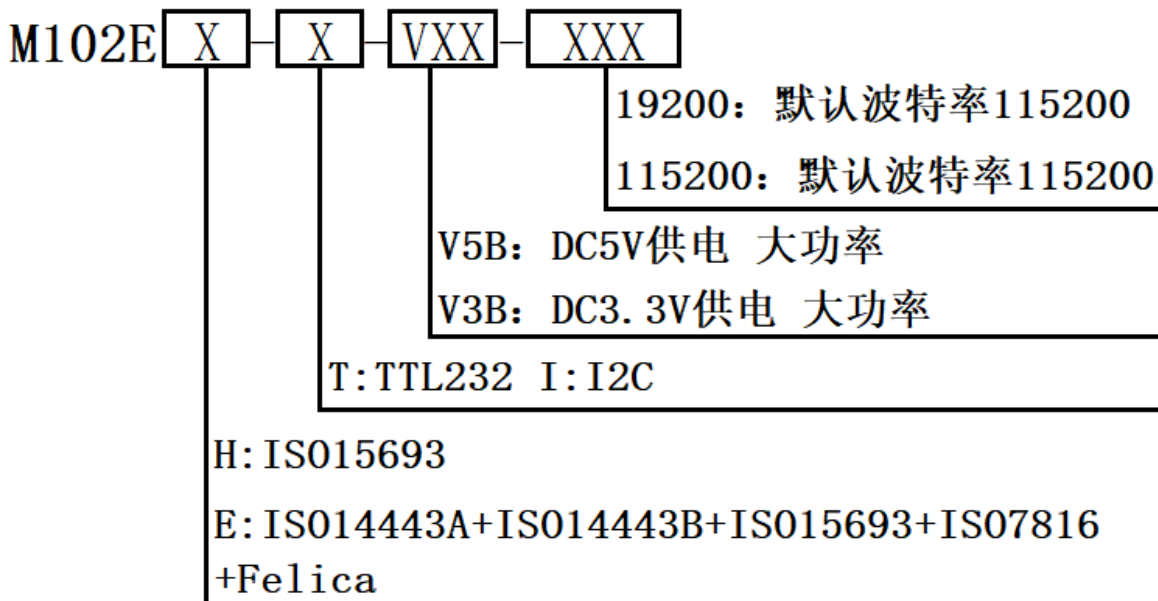 M102E X - X - VXX - XXX
19200：默认波特率115200
115200：默认波特率115200
V5B：DC5V供电 大功率
V3B：DC3.3V供电 大功率
T:TTL232 I:I2C
H:ISO15693
E:ISO14443A+ISO14443B+ISO15693+ISO7816
+Felica